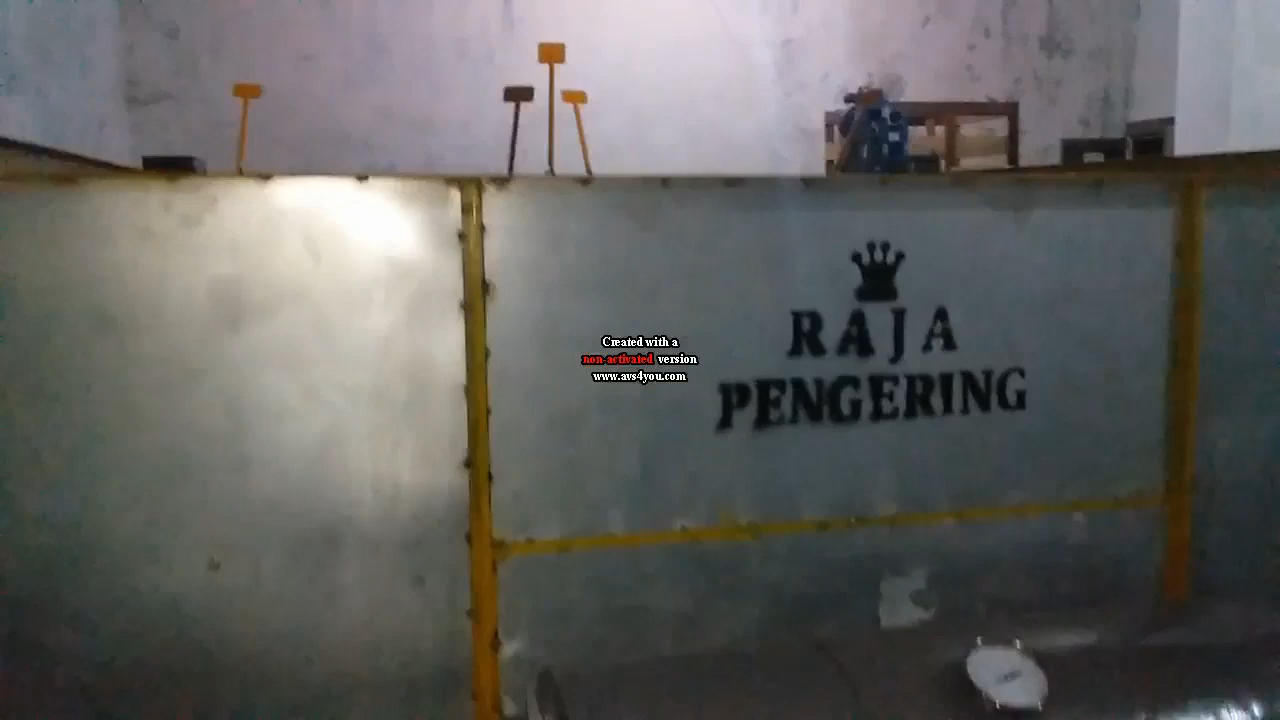 RAJA
PENGERING
Created with a
non-activated version
www.avs4you.com